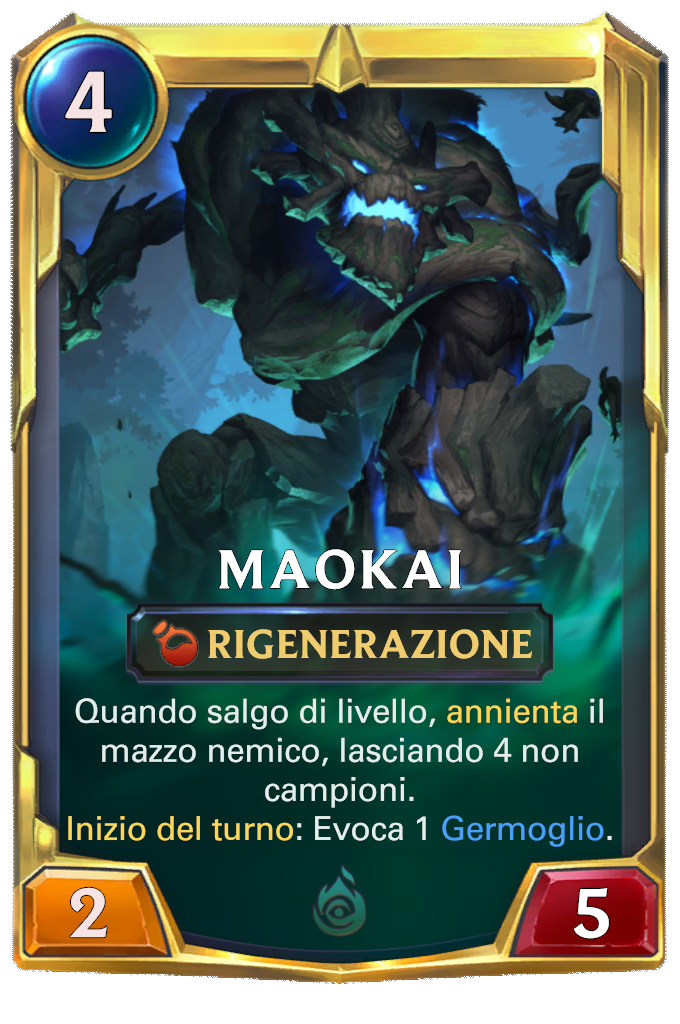 4
MAOKAI
RIGENERAZIONE
Quando salgo di livello, annienta il
mazzo nemico, lasciando 4 non
campioni.
Inizio del turno: Evoca 1 Germoglio.
2
5